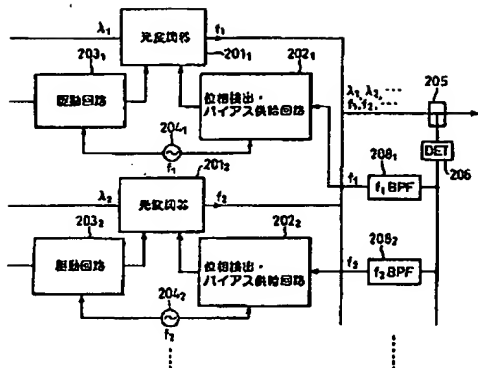 λ₁
光変調器
f₁
201₁
203₁
202₁
駆動回路
位相検出・
バイアス供給回路
204₁
f₁
λ₁, λ₂, …
f₁, f₂, …
205
DET
206
201₂
f₁
208₁
f₁ BPF
λ₂
光変調器
f₂
203₂
202₂
駆動回路
位相検出・
バイアス供給回路
f₂
208₂
f₂ BPF
204₂
f₂